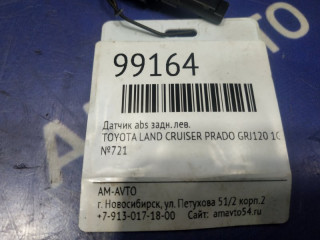 99164
Датчик abs задн. лев.
TOYOTA LAND CRUISER PRADO GRJ120 1G
№721
AM-AVTO
г. Новосибирск, ул. Петухова 51/2 корп.2
+7-913-017-18-00 Сайт: amavto54.ru